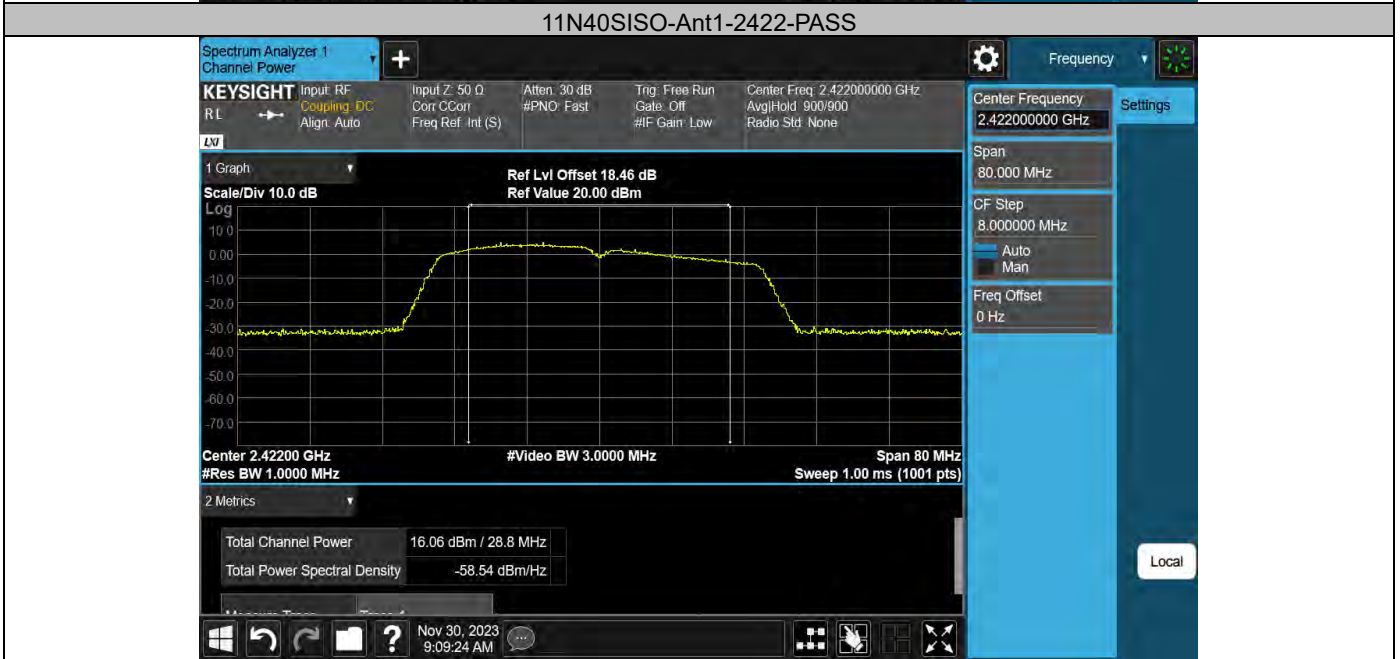 11N40SISO-Ant1-2422-PASS
Spectrum Analyzer 1
Channel Power
+
Frequency
KEYSIGHT
RL
LXI
Input: RF
Coupling: DC
Align: Auto
Input Z: 50 Ω
Corr CCorr
Freq Ref: Int (S)
Atten: 30 dB
#PNO: Fast
Trig: Free Run
Gate: Off
#IF Gain: Low
Center Freq: 2.422000000 GHz
Avg|Hold: 900/900
Radio Std: None
Center Frequency
2.422000000 GHz
Settings
Span
80.000 MHz
CF Step
8.000000 MHz
Auto
Man
Freq Offset
0 Hz
1 Graph
Scale/Div 10.0 dB
Ref Lvl Offset 18.46 dB
Ref Value 20.00 dBm
Log
10.0
0.00
-10.0
-20.0
-30.0
-40.0
-50.0
-60.0
-70.0
Center 2.42200 GHz
#Res BW 1.0000 MHz
#Video BW 3.0000 MHz
Span 80 MHz
Sweep 1.00 ms (1001 pts)
2 Metrics
Total Channel Power 16.06 dBm / 28.8 MHz
Total Power Spectral Density -58.54 dBm/Hz
Local
?
Nov 30, 2023
9:09:24 AM